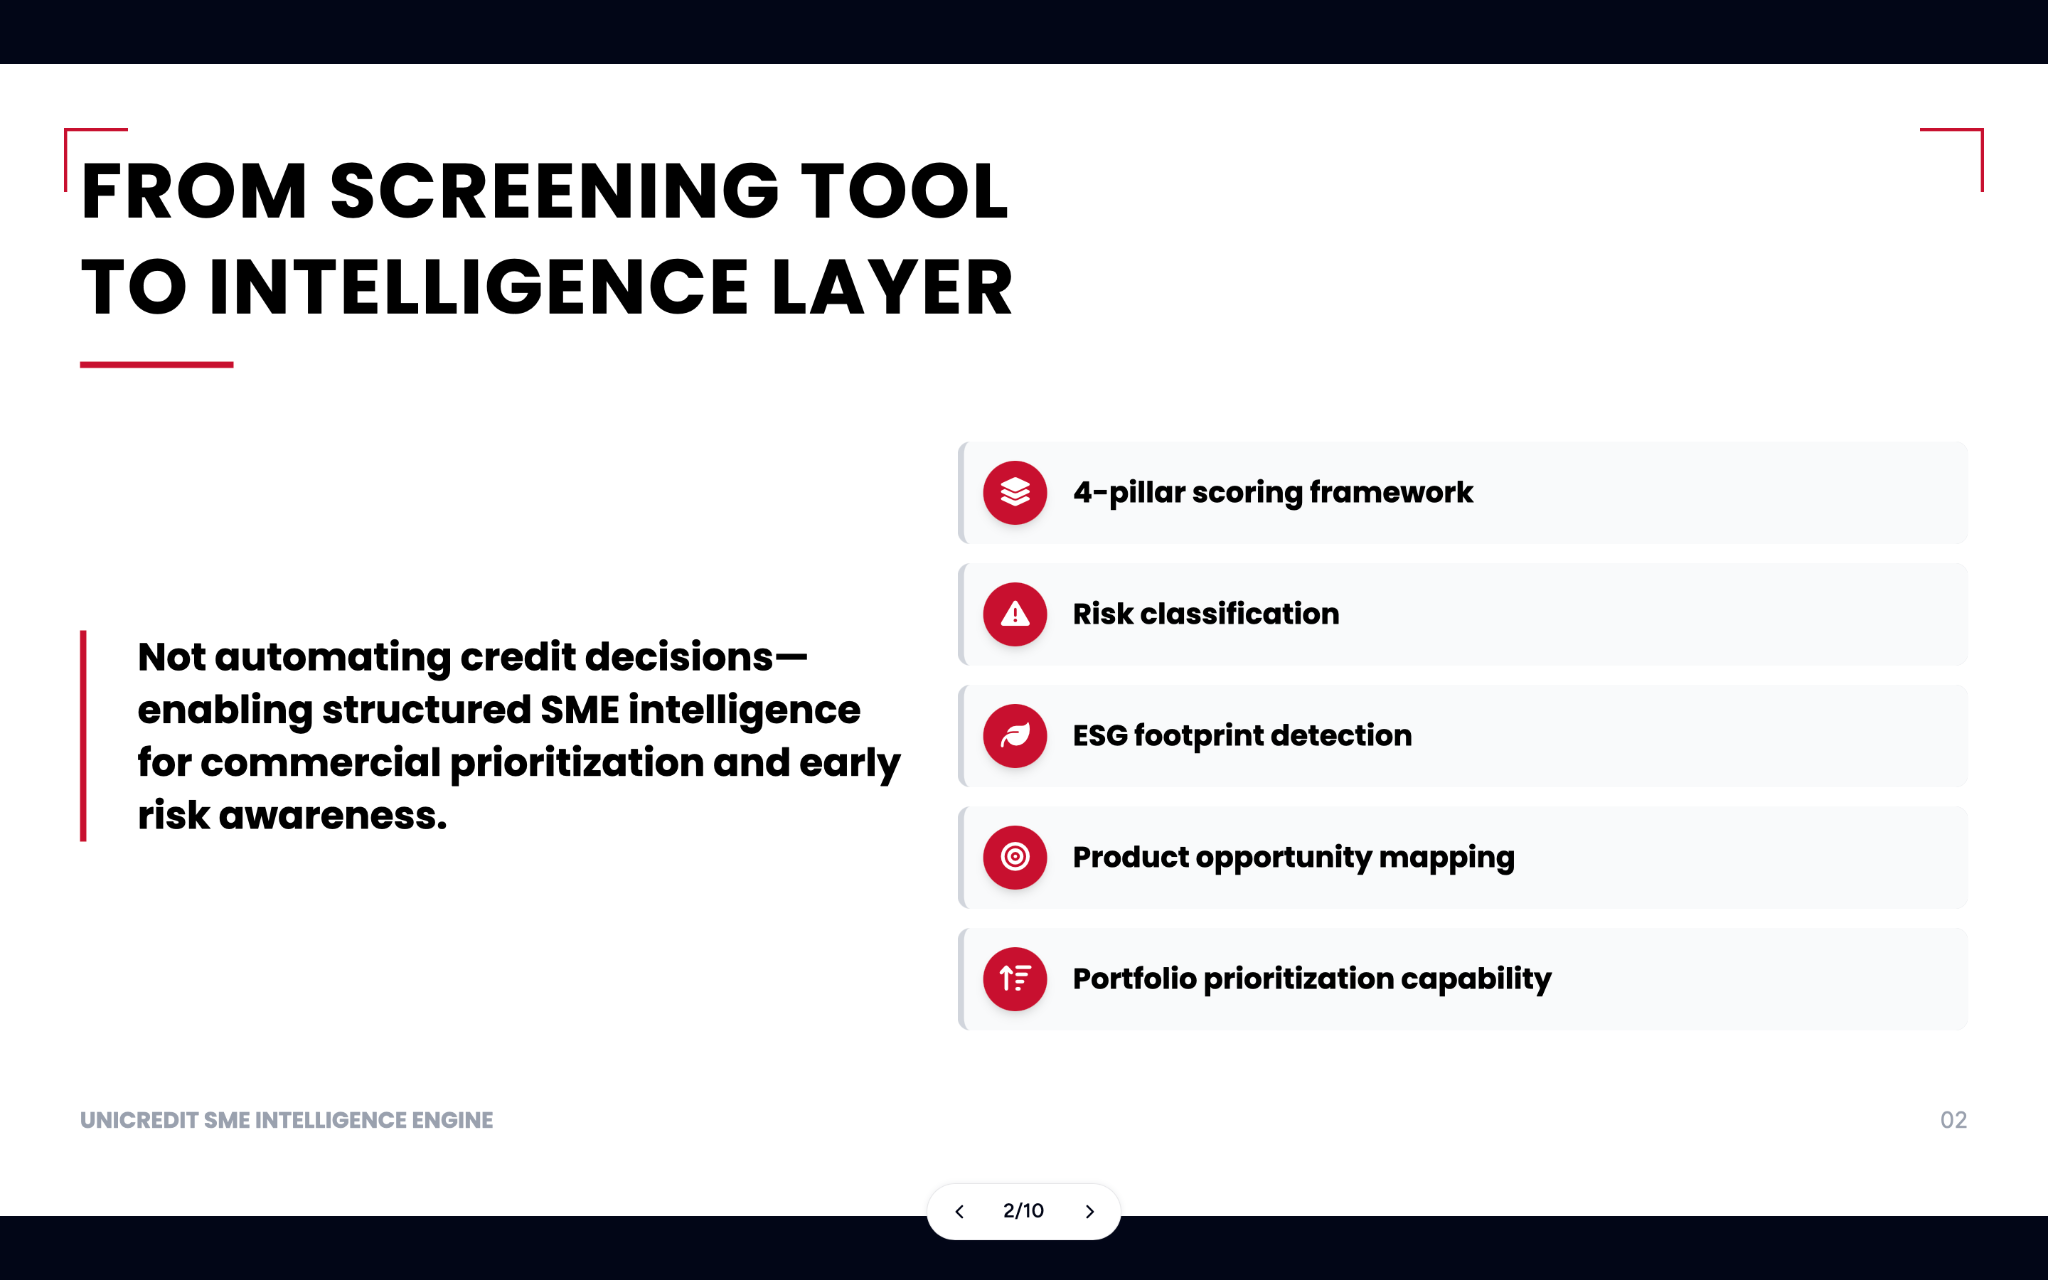 FROM SCREENING TOOL
TO INTELLIGENCE LAYER
Not automating credit decisions—
enabling structured SME intelligence
for commercial prioritization and early
risk awareness.
4-pillar scoring framework
Risk classification
ESG footprint detection
Product opportunity mapping
Portfolio prioritization capability
UNICREDIT SME INTELLIGENCE ENGINE
02
2/10